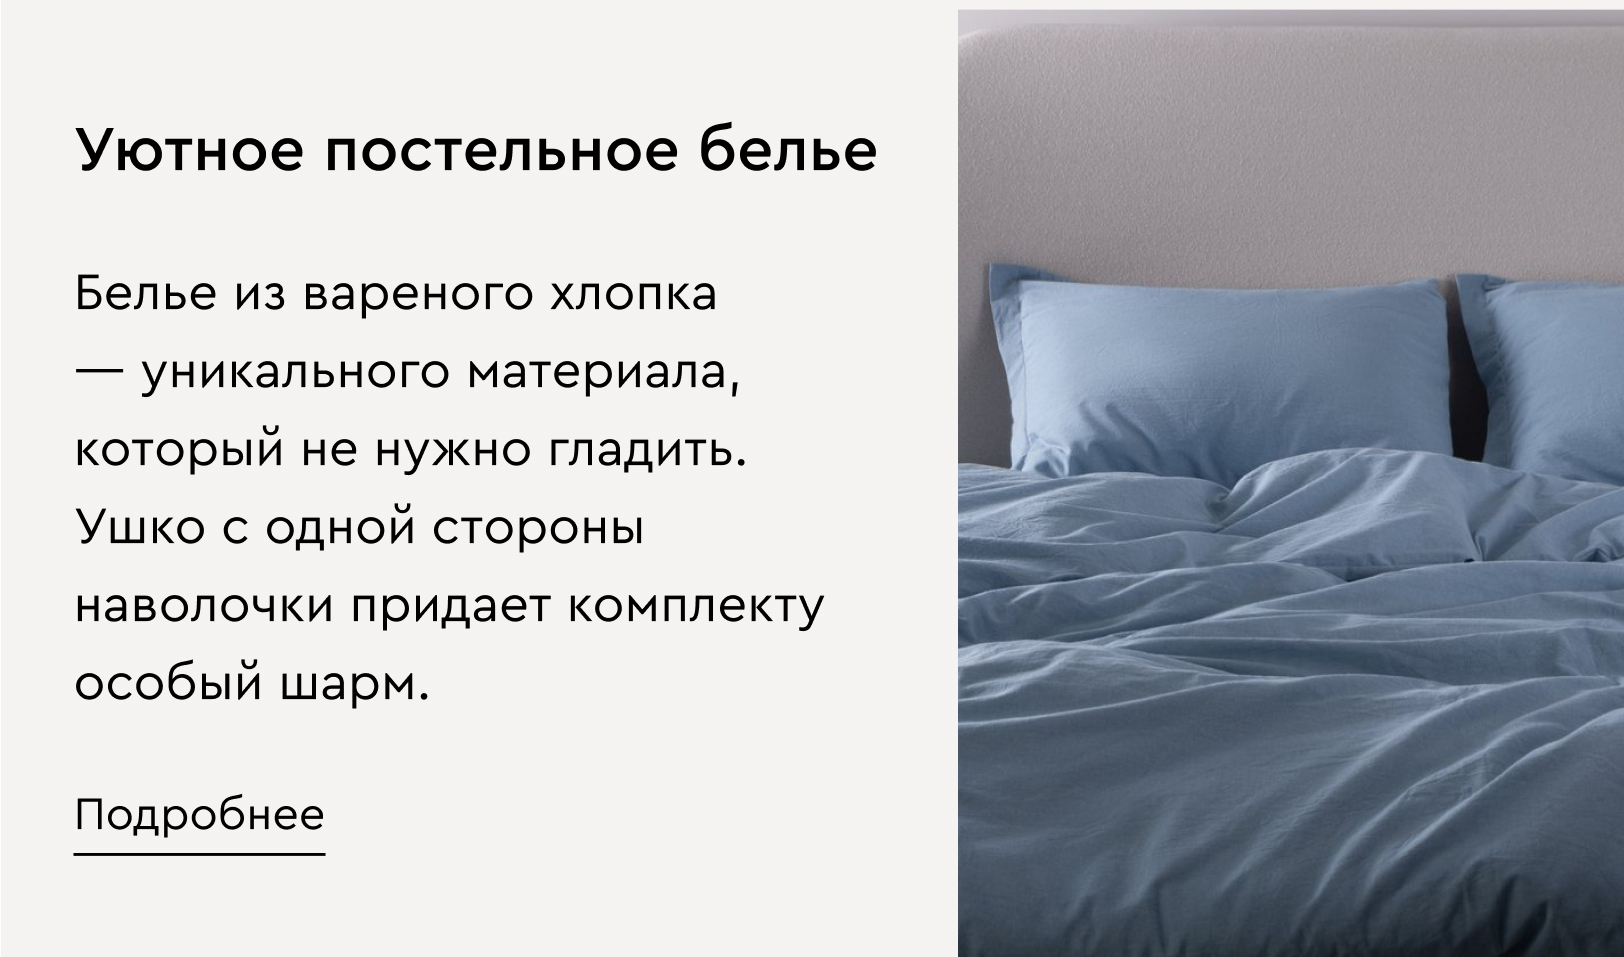 Уютное постельное белье
Белье из вареного хлопка
— уникального материала,
который не нужно гладить.
Ушко с одной стороны
наволочки придает комплекту
особый шарм.
Подробнее